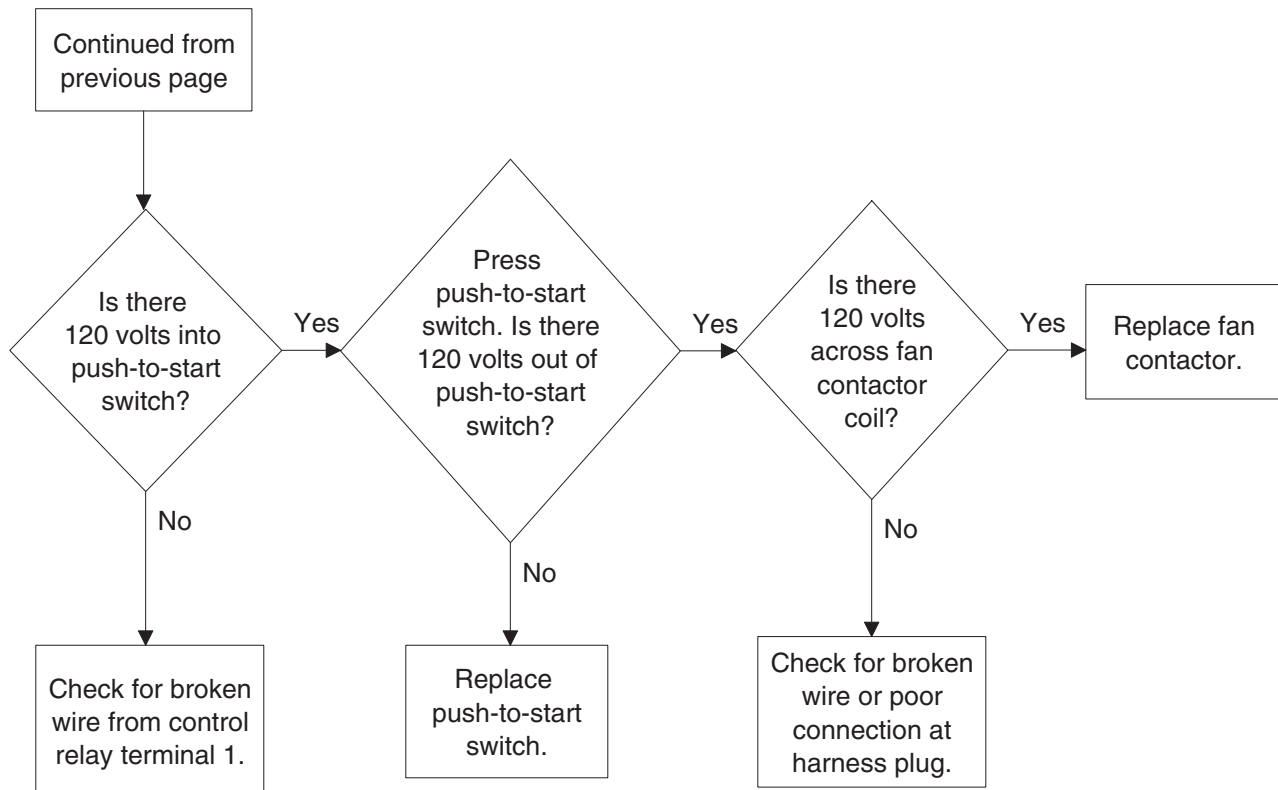 Continued from
previous page
Is there
120 volts into
push-to-start
switch?
Yes
No
Check for broken
wire from control
relay terminal 1.
Press
push-to-start
switch. Is there
120 volts out of
push-to-start
switch?
Yes
No
Replace
push-to-start
switch.
Is there
120 volts
across fan
contactor
coil?
Yes
No
Check for broken
wire or poor
connection at
harness plug.
Replace fan
contactor.